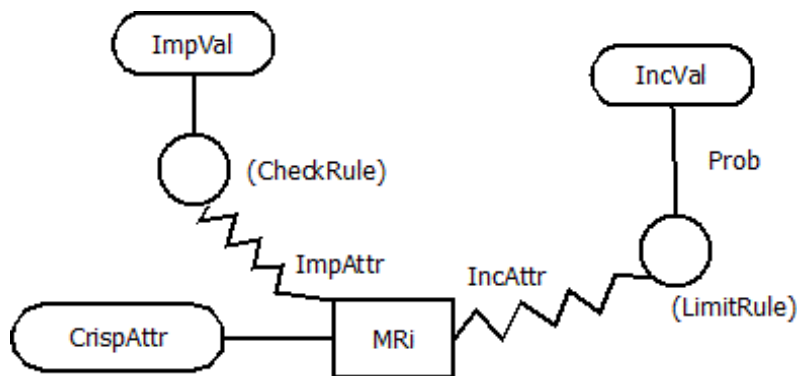 ImpVal
IncVal
Prob
(CheckRule)
ImpAttr
IncAttr
(LimitRule)
CrispAttr
MRi